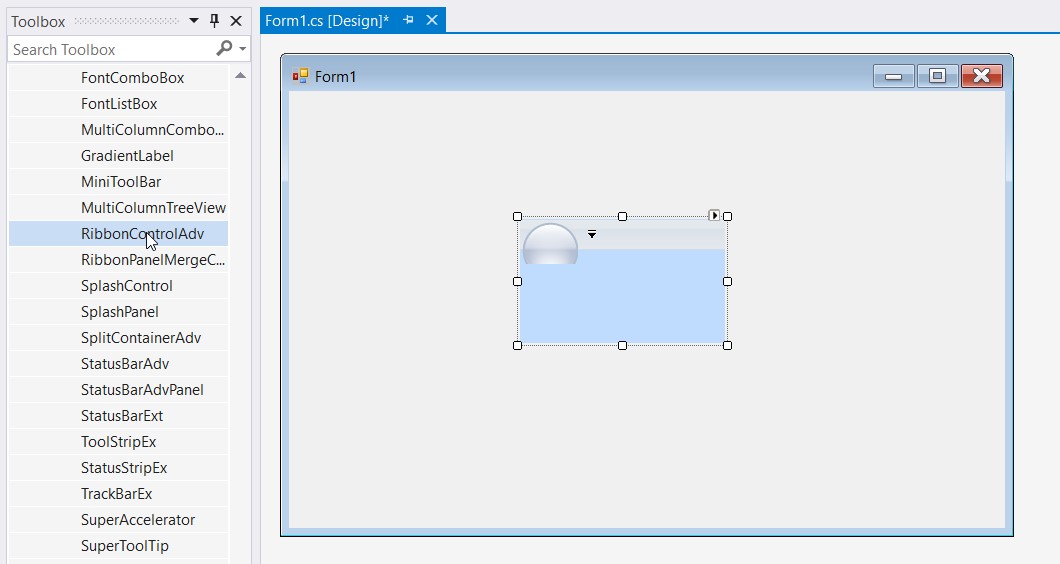 Toolbox
Search Toolbox
FontComboBox
FontListBox
MultiColumnCombo...
GradientLabel
MiniToolBar
MultiColumnTreeView
RibbonControlAdv
RibbonPanelMergeC...
SplashControl
SplashPanel
SplitContainerAdv
StatusBarAdv
StatusBarAdvPanel
StatusBarExt
ToolStripEx
StatusStripEx
TrackBarEx
SuperAccelerator
SuperToolTip
Form1.cs [Design]*
Form1